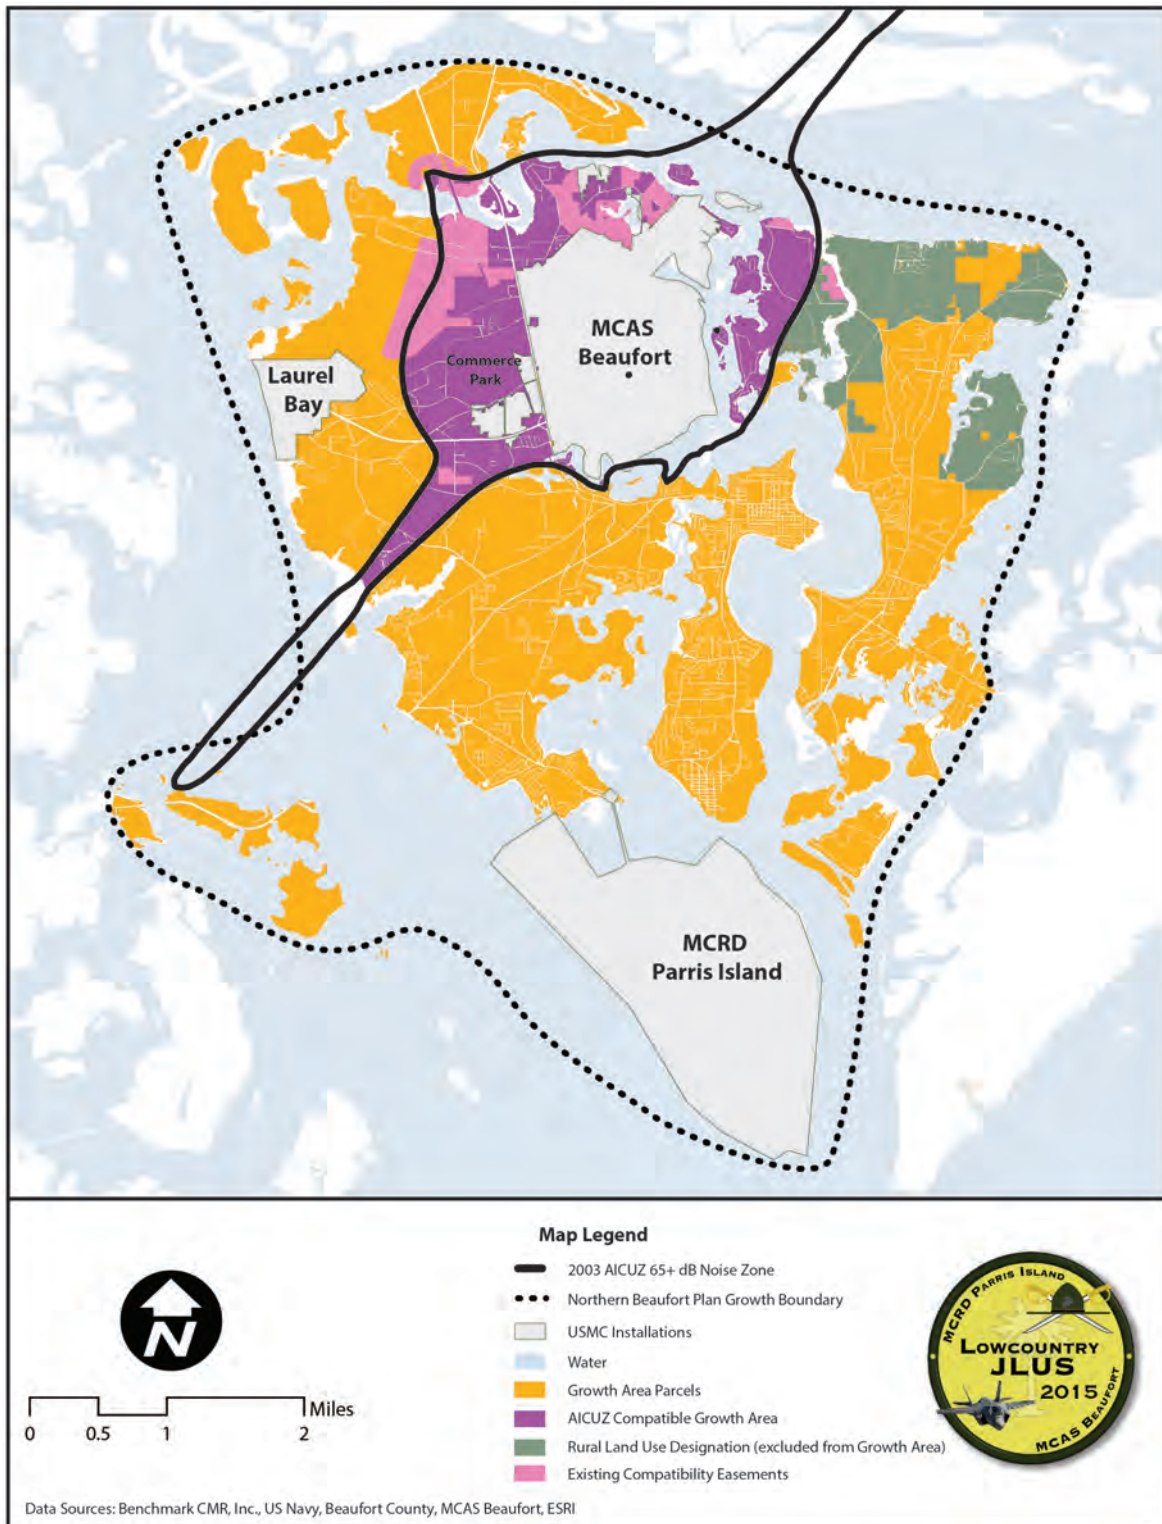 MCAS
Beaufort
Commerce
Park
Laurel
Bay
MCRD
Parris Island
Map Legend
2003 AICUZ 65+ dB Noise Zone
Northern Beaufort Plan Growth Boundary
USMC Installations
Water
Growth Area Parcels
AICUZ Compatible Growth Area
Rural Land Use Designation (excluded from Growth Area)
Existing Compatibility Easements
N
Miles
0 0.5 1 2
MCRD PARRIS ISLAND
LOWCOUNTRY
JLUS
2015
MCAS BEAUFORT
Data Sources: Benchmark CMR, Inc., US Navy, Beaufort County, MCAS Beaufort, ESRI